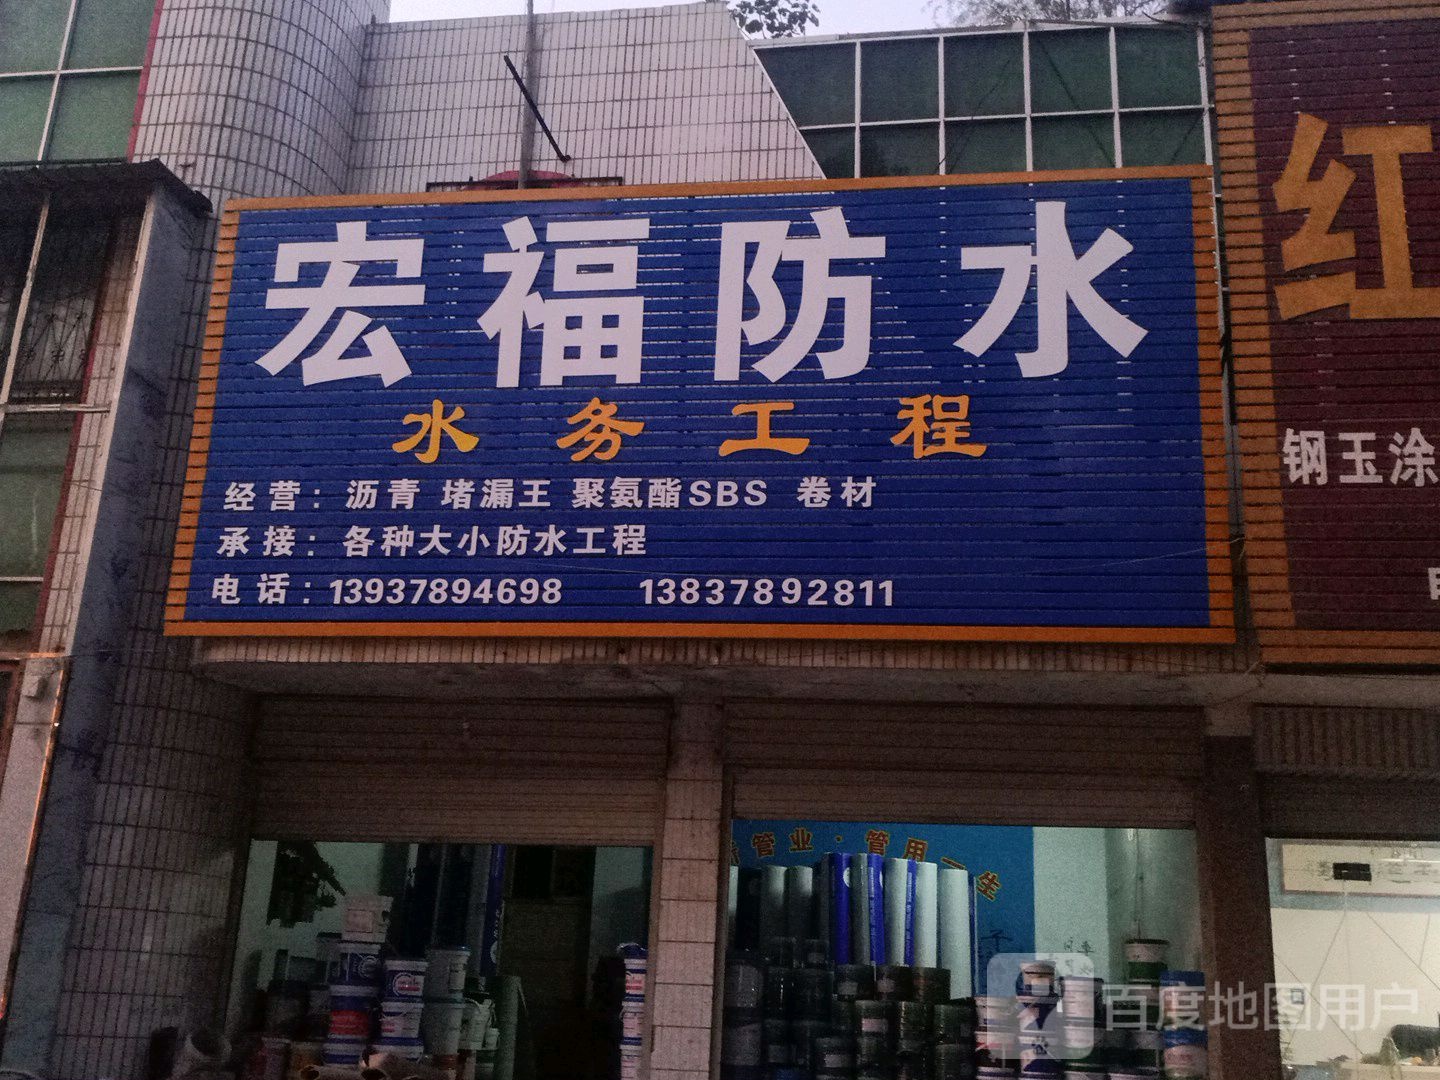 宏福防水
水务工程
经营：沥青 堵漏王 聚氨酯SBS 卷材
承接：各种大小防水工程
电话：13937894698 13837892811
红
钢玉涂
管业·管用一生
百度地图用户